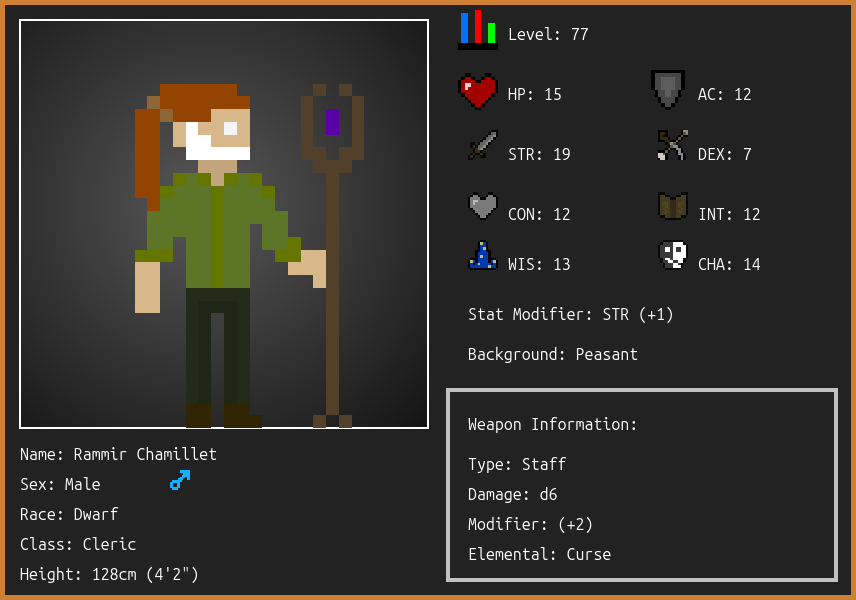 Level: 77
HP: 15
AC: 12
STR: 19
DEX: 7
CON: 12
INT: 12
WIS: 13
CHA: 14
Stat Modifier: STR (+1)
Background: Peasant
Name: Rammir Chamillet
Sex: Male
Race: Dwarf
Class: Cleric
Height: 128cm (4'2")
Weapon Information:
Type: Staff
Damage: d6
Modifier: (+2)
Elemental: Curse